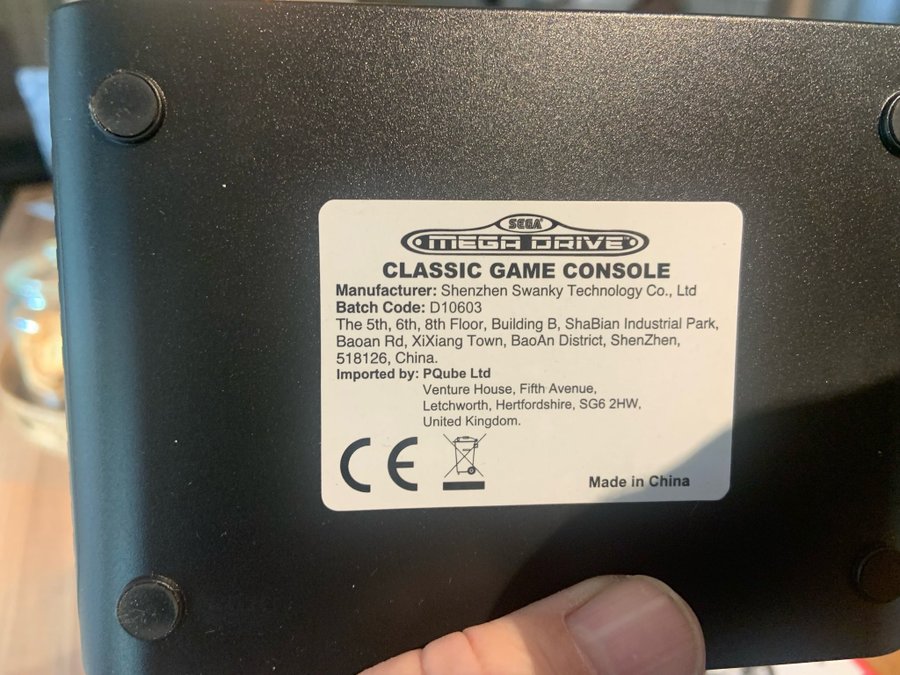 SEGA®
MEGA DRIVE
CLASSIC GAME CONSOLE
Manufacturer: Shenzhen Swanky Technology Co., Ltd
Batch Code: D10603
The 5th, 6th, 8th Floor, Building B, ShaBian Industrial Park,
Baoan Rd, XiXiang Town, BaoAn District, ShenZhen,
518126, China.
Imported by: PQube Ltd
Venture House, Fifth Avenue,
Letchworth, Hertfordshire, SG6 2HW,
United Kingdom.
CE
Made in China